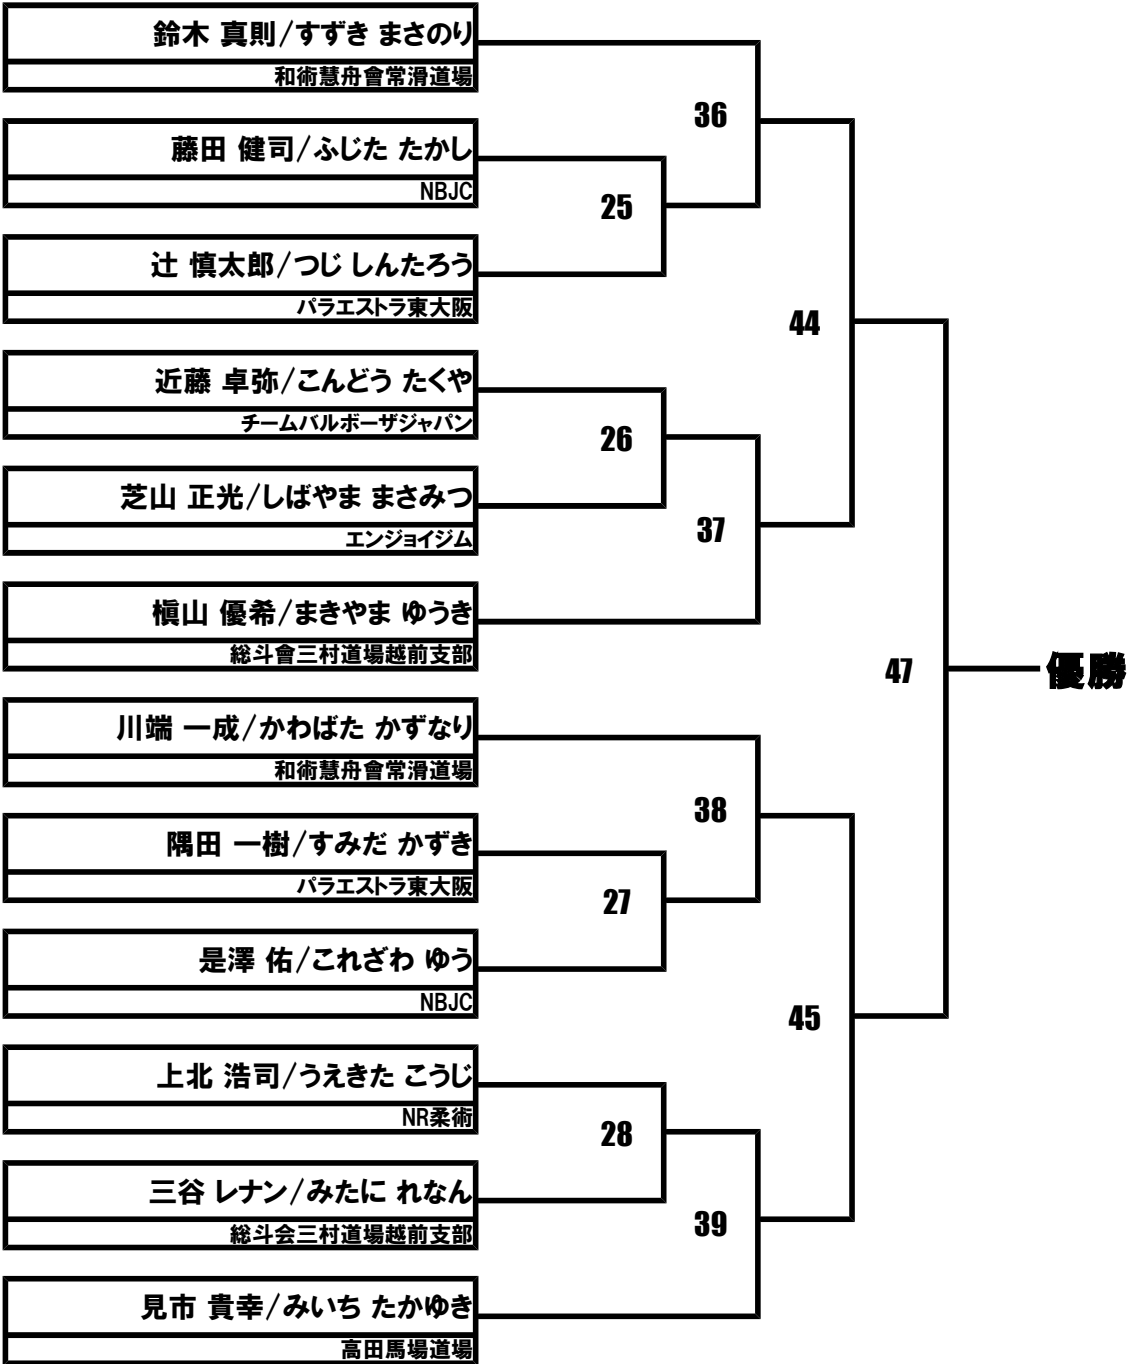 鈴木 真則/すずき まさのり
和術慧舟會常滑道場
36
藤田 健司/ふじた たかし
NBJC
25
辻 慎太郎/つじ しんたろう
パラエストラ東大阪
44
近藤 卓弥/こんどう たくや
チームバルボーザジャパン
26
芝山 正光/しばやま まさみつ
エンジョイジム
37
槇山 優希/まきやま ゆうき
総斗會三村道場越前支部
47
優勝
川端 一成/かわばた かずなり
和術慧舟會常滑道場
38
隅田 一樹/すみだ かずき
パラエストラ東大阪
27
是澤 佑/これざわ ゆう
NBJC
45
上北 浩司/うえきた こうじ
NR柔術
28
三谷 レナン/みたに れなん
総斗会三村道場越前支部
39
見市 貴幸/みいち たかゆき
高田馬場道場